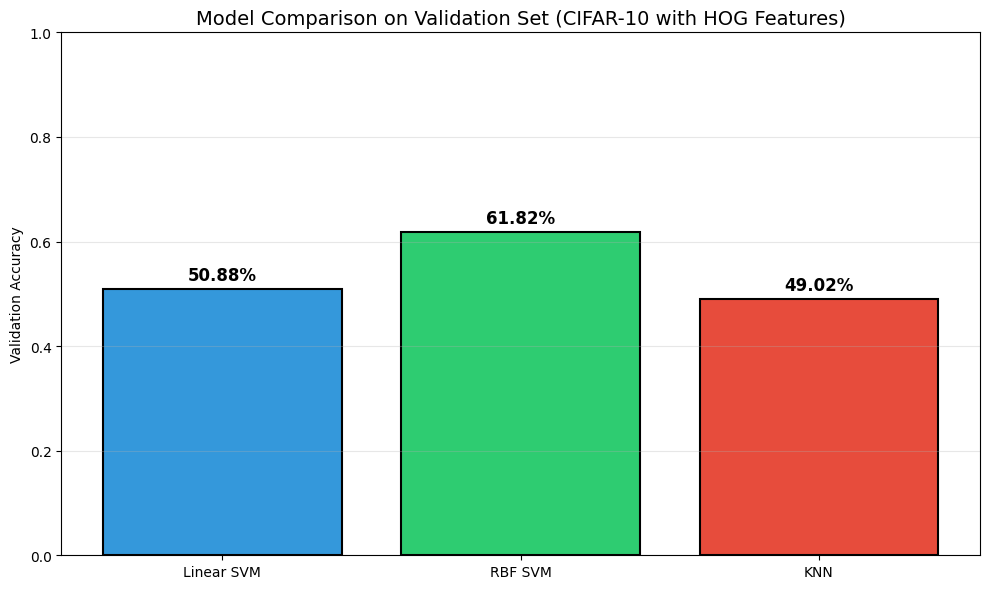 Model Comparison on Validation Set (CIFAR-10 with HOG Features)
Validation Accuracy
1.0
0.8
0.6
0.4
0.2
0.0
50.88%
61.82%
49.02%
Linear SVM
RBF SVM
KNN